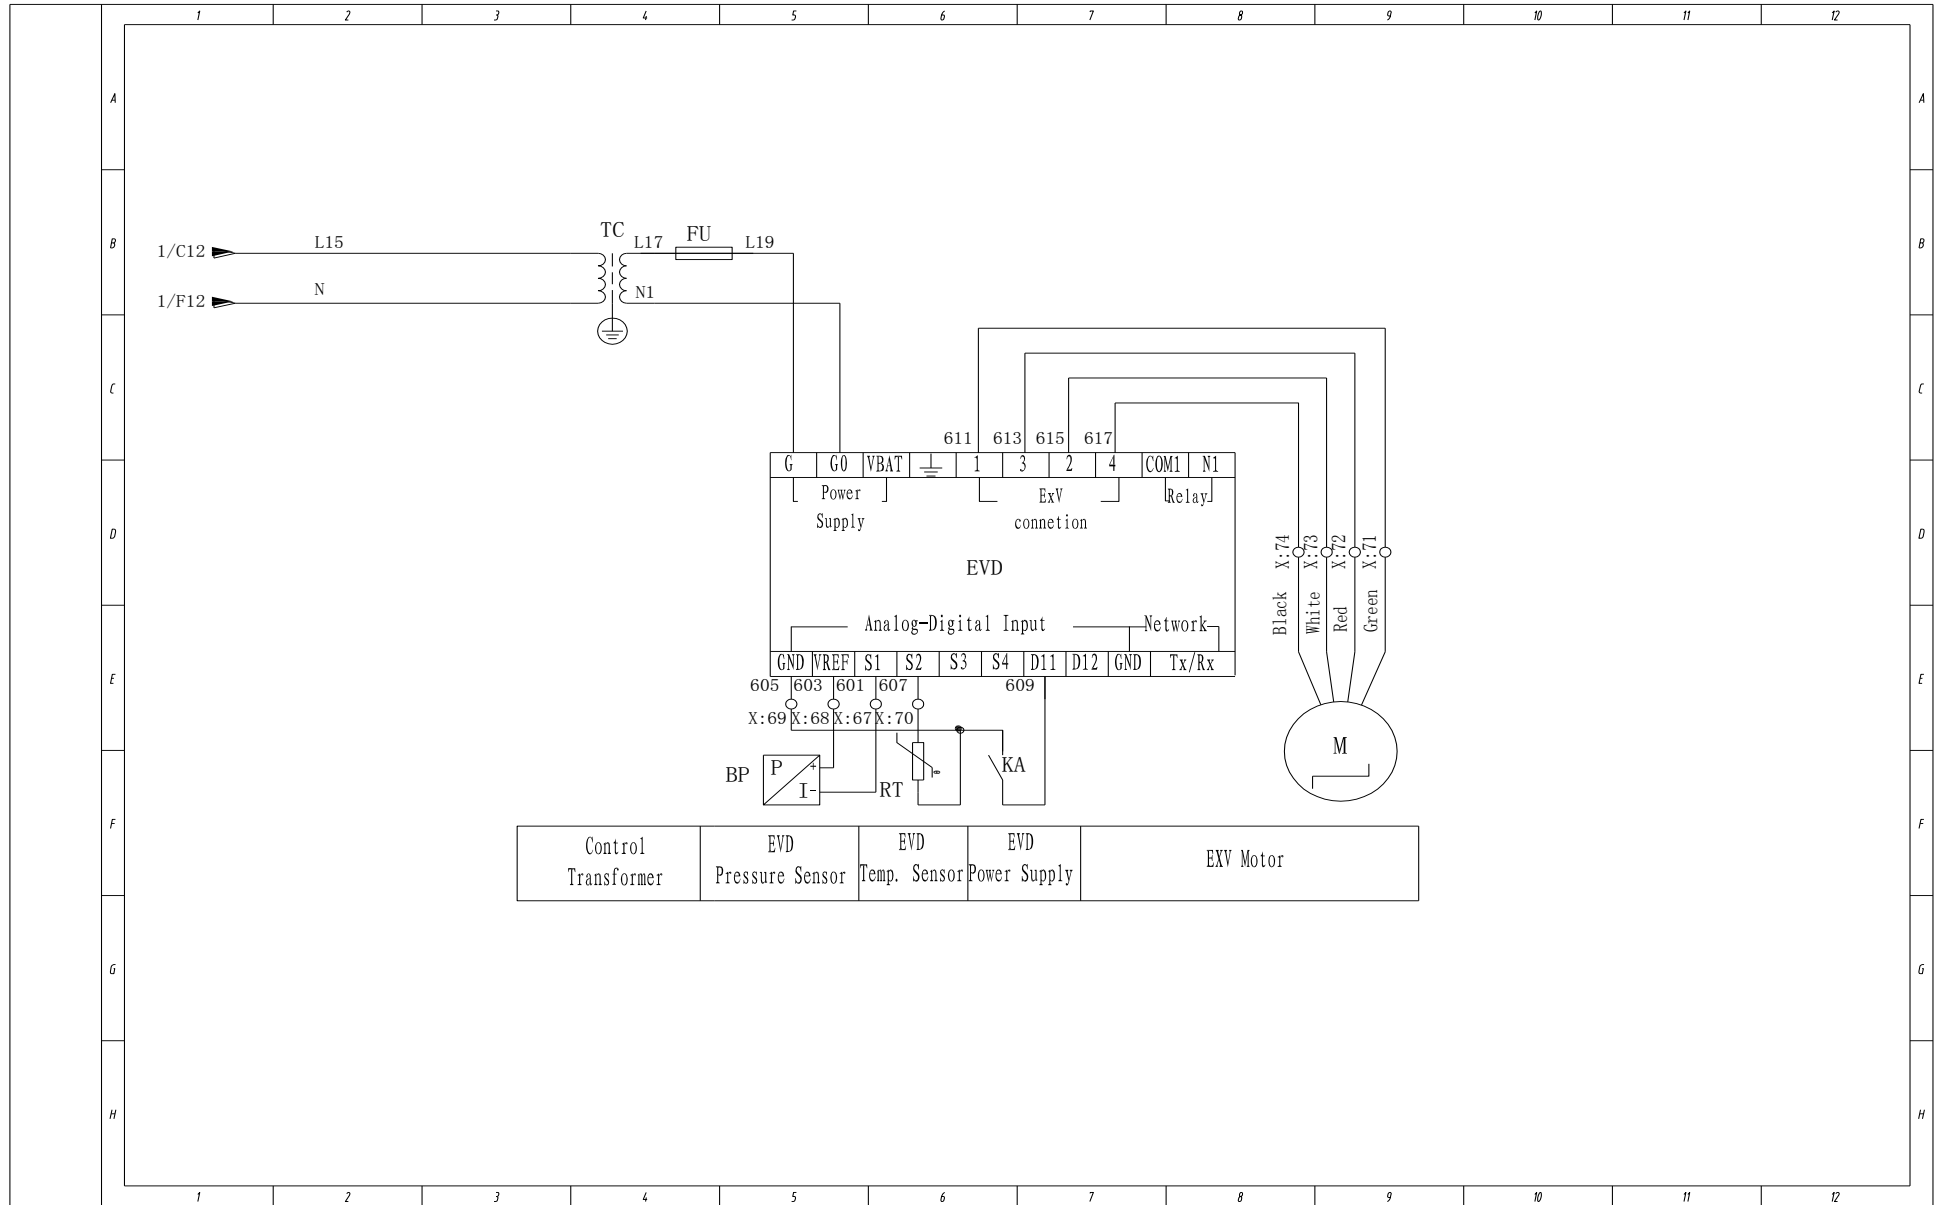 1 2 3 4 5 6 7 8 9 10 11 12
A A
TC
L15 L17 FU L19
B B
1/C12
N N1
1/F12
C C
611 613 615 617
G G0 VBAT 1 3 2 4 COM1 N1
Power ExV Relay
Supply connetion
D D
X:74 X:73 X:72 X:71
EVD
Black White Red Green
Analog-Digital Input Network
GND VREF S1 S2 S3 S4 D11 D12 GND Tx/Rx
E E
605 603 601 607 609
X:69 X:68 X:67 X:70
M
BP P + KA
I- RT
F F
Control EVD EVD EVD EXV Motor
Transformer Pressure Sensor Temp. Sensor Power Supply
G G
H H
1 2 3 4 5 6 7 8 9 10 11 12